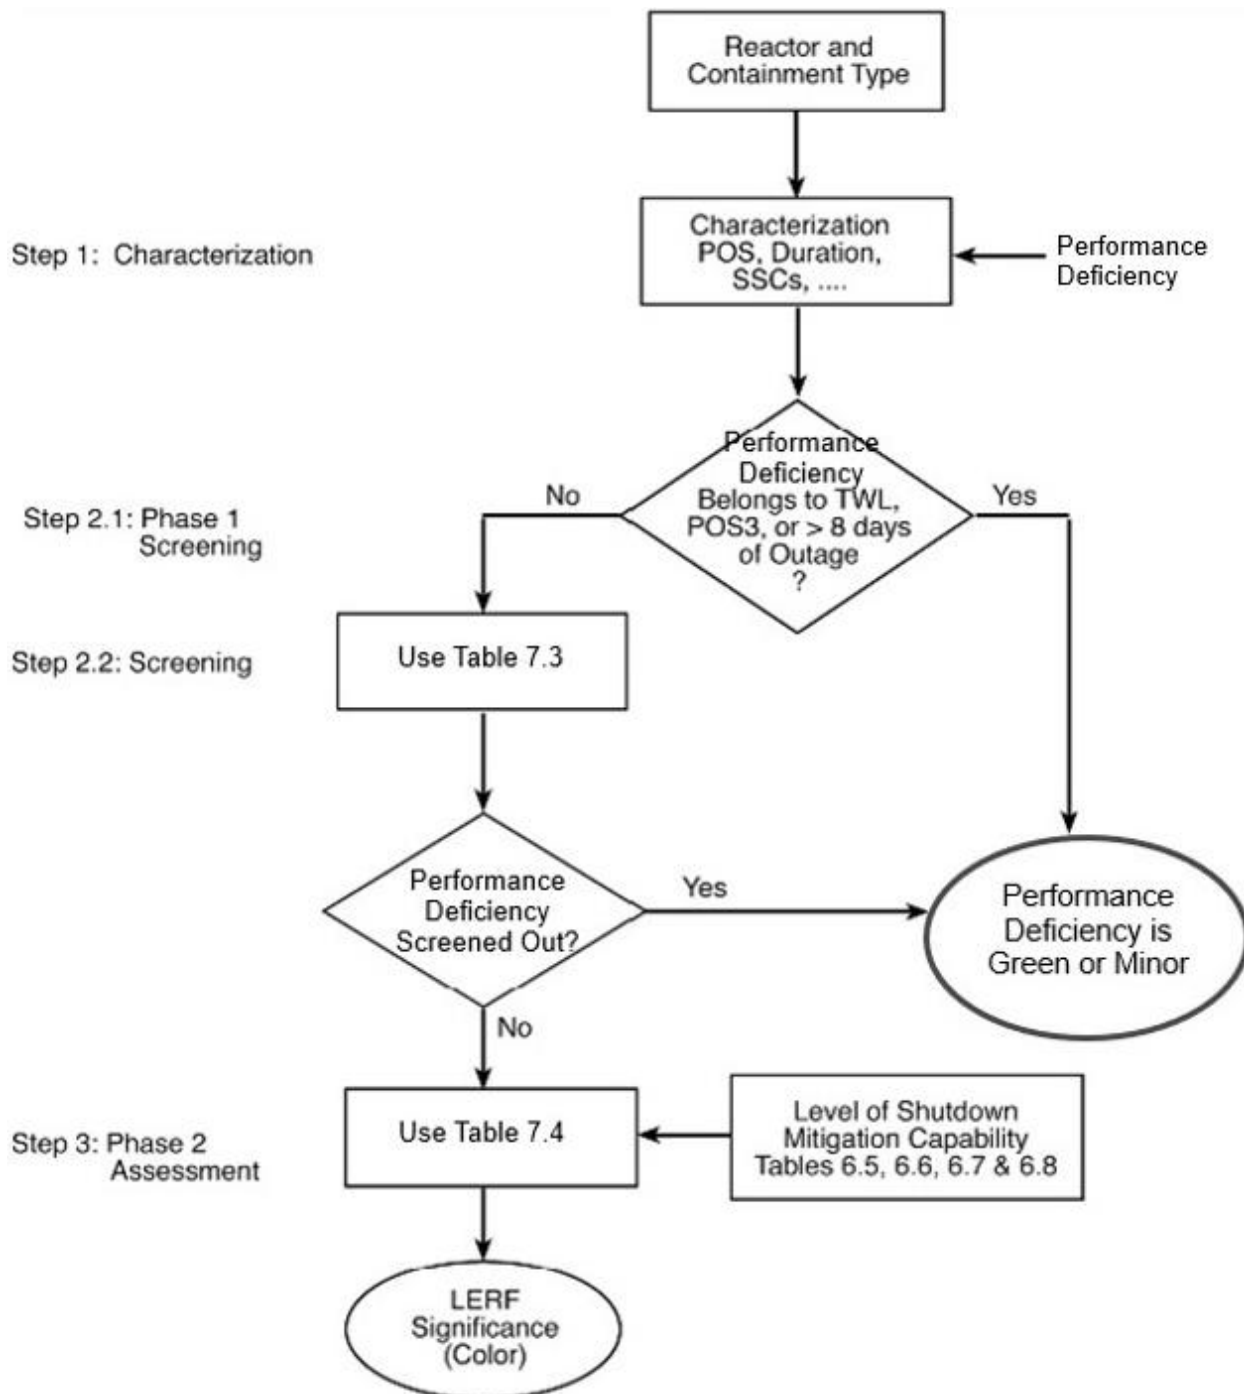 Reactor and
Containment Type
Step 1: Characterization
Characterization
POS, Duration,
SSCs, ....
Performance
Deficiency
Step 2.1: Phase 1
Screening
No
Performance
Deficiency
Belongs to TWL,
POS3, or > 8 days
of Outage
?
Yes
Step 2.2: Screening
Use Table 7.3
Performance
Deficiency
Screened Out?
Yes
Performance
Deficiency is
Green or Minor
No
Step 3: Phase 2
Assessment
Use Table 7.4
Level of Shutdown
Mitigation Capability
Tables 6.5, 6.6, 6.7 & 6.8
LERF
Significance
(Color)